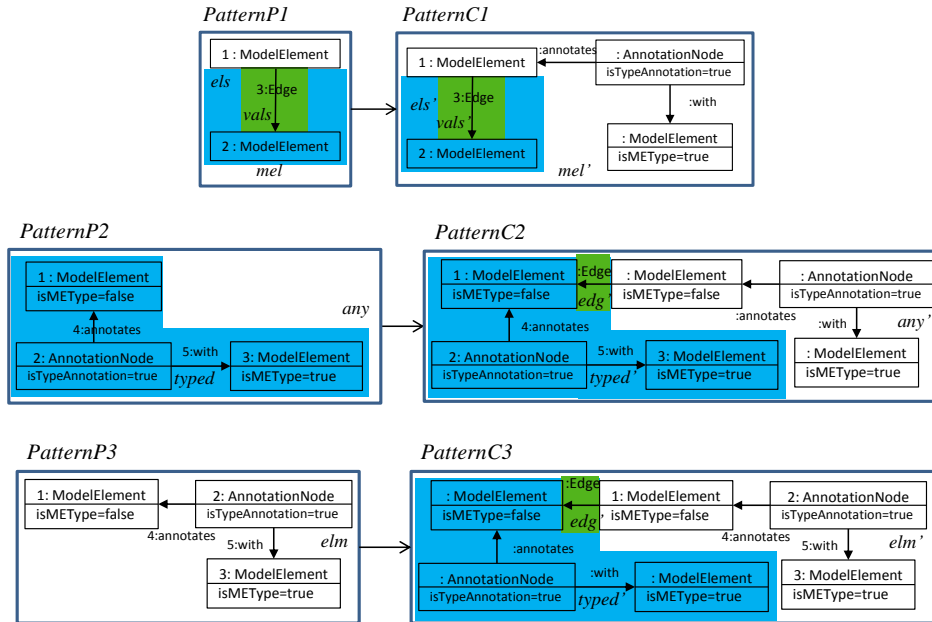 PatternP1
PatternC1
1 : ModelElement
els
3:Edge
vals
2: ModelElement
mel
:annotates
: AnnotationNode
isTypeAnnotation=true
1 : ModelElement
:with
3:Edge
els'
vals'
: ModelElement
isMEType=true
2: ModelElement
mel'
PatternP2
PatternC2
1 : ModelElement
isMEType=false
any
4:annotates
2: AnnotationNode
isTypeAnnotation=true
5:with
typed
3: ModelElement
isMEType=true
1 : ModelElement
isMEType=false
:Edge
edg'
: ModelElement
isMEType=false
: AnnotationNode
isTypeAnnotation=true
:annotates
any'
:with
4:annotates
2: AnnotationNode
isTypeAnnotation=true
5:with
typed'
3: ModelElement
isMEType=true
: ModelElement
isMEType=true
PatternP3
PatternC3
1: ModelElement
isMEType=false
2: AnnotationNode
isTypeAnnotation=true
4:annotates
5:with
elm
3: ModelElement
isMEType=true
: ModelElement
isMEType=false
:Edge
edg'
1: ModelElement
isMEType=false
2: AnnotationNode
isTypeAnnotation=true
4:annotates
5:with
elm'
:annotates
: AnnotationNode
isTypeAnnotation=true
:with
typed'
: ModelElement
isMEType=true
3: ModelElement
isMEType=true